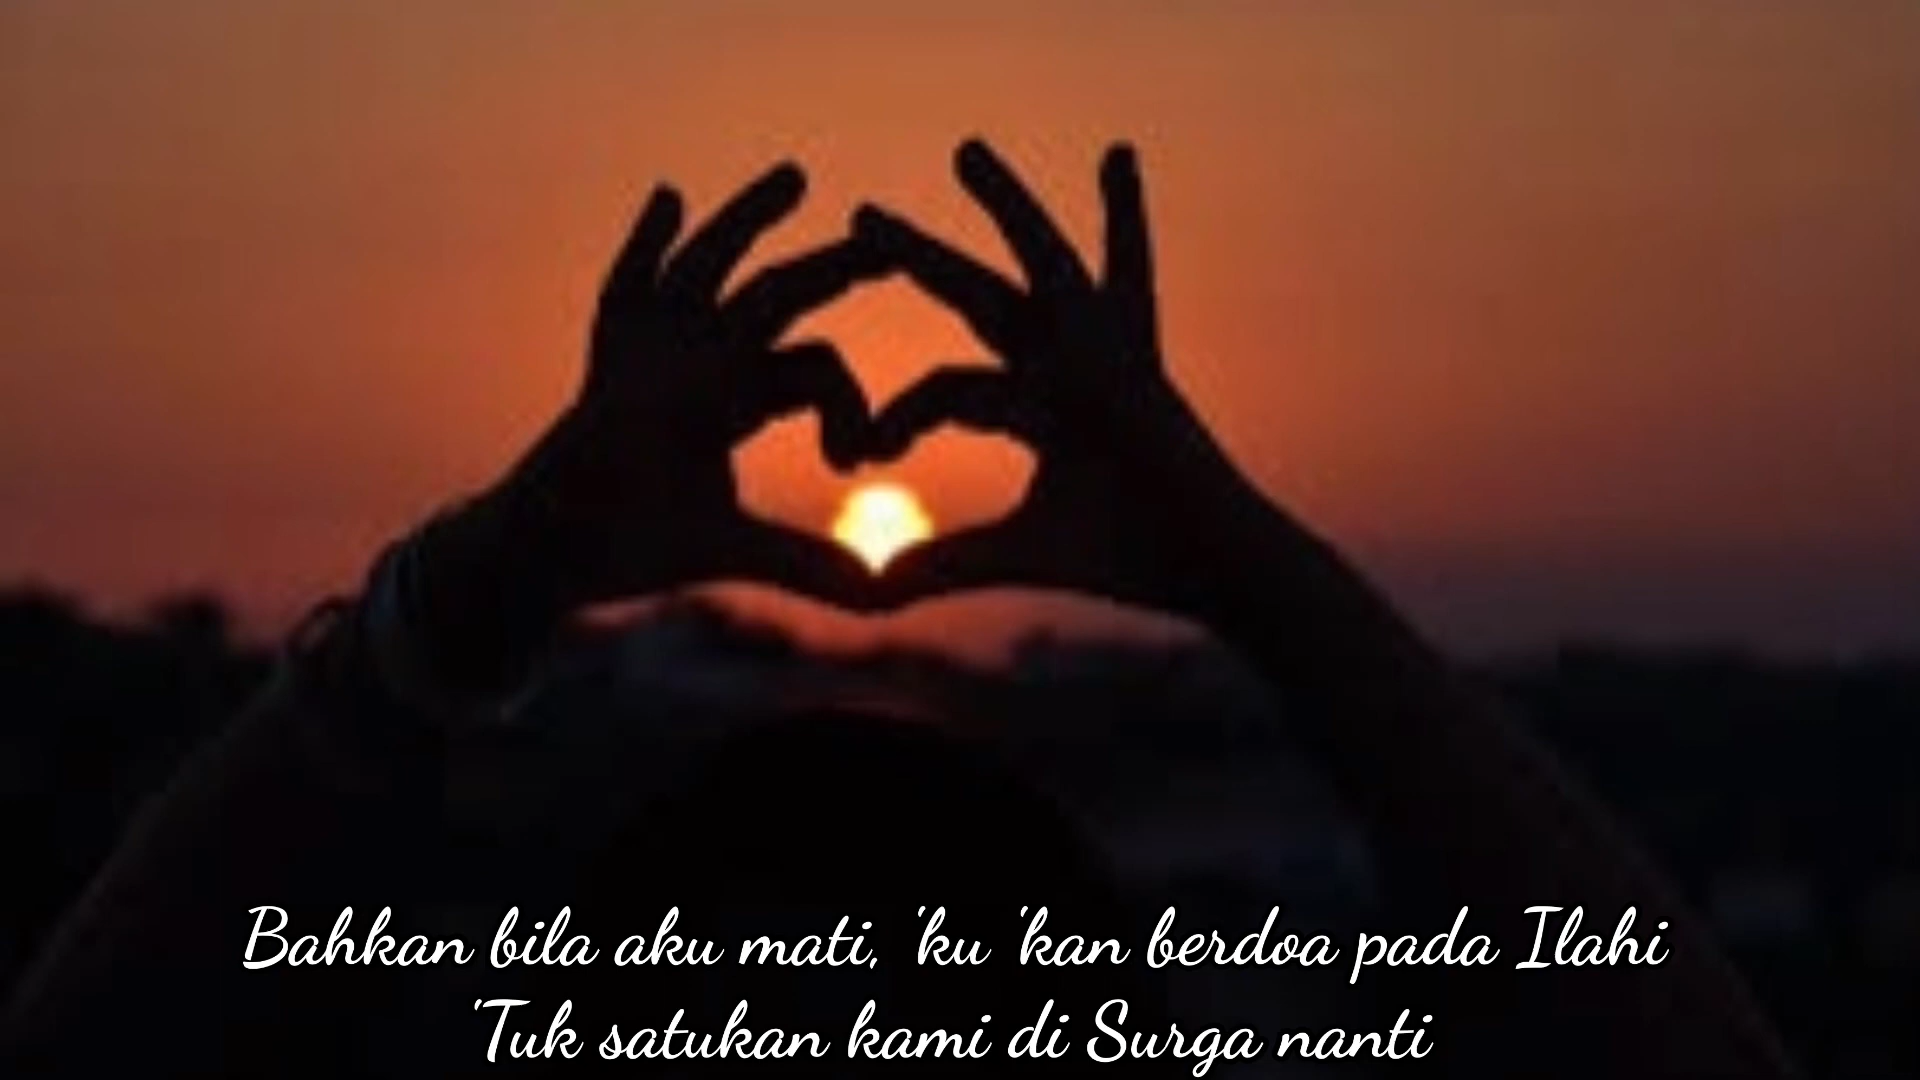 Bahkan bila aku mati, 'ku 'kan berdoa pada Ilahi
'Tuk satukan kami di Surga nanti